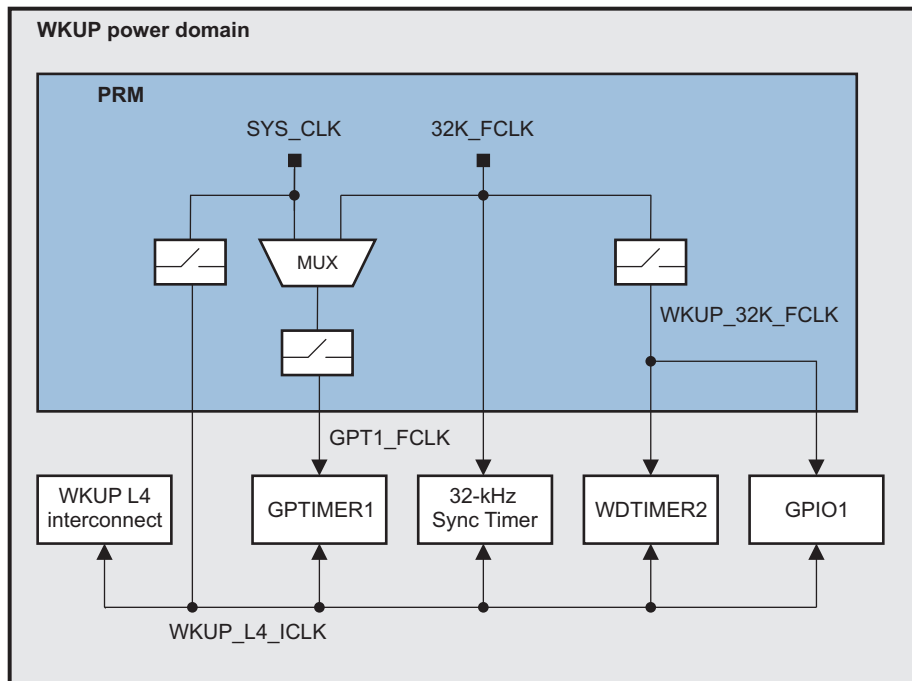 WKUP power domain
PRM
SYS_CLK
32K_FCLK
MUX
WKUP_32K_FCLK
GPT1_FCLK
WKUP L4
interconnect
GPTIMER1
32-kHz
Sync Timer
WDTIMER2
GPIO1
WKUP_L4_ICLK